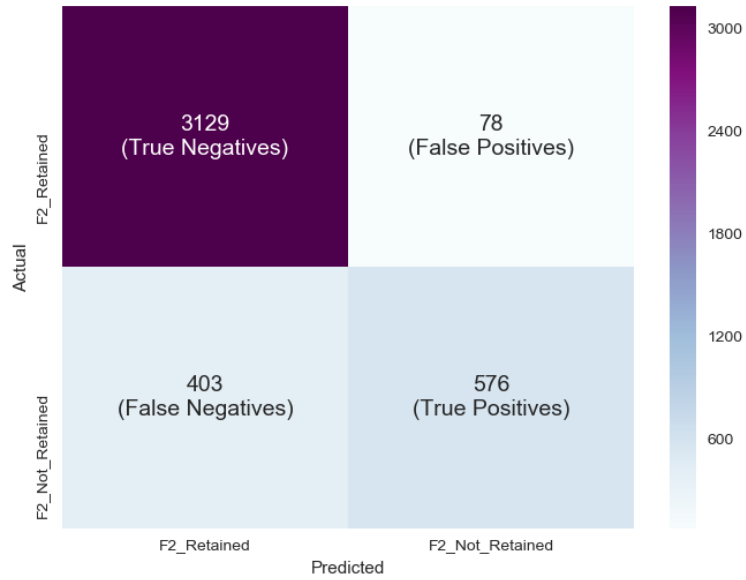 3129
(True Negatives)
78
(False Positives)
403
(False Negatives)
576
(True Positives)
F2_Retained
F2_Not_Retained
Actual
F2_Retained
F2_Not_Retained
Predicted
3000
2400
1800
1200
600